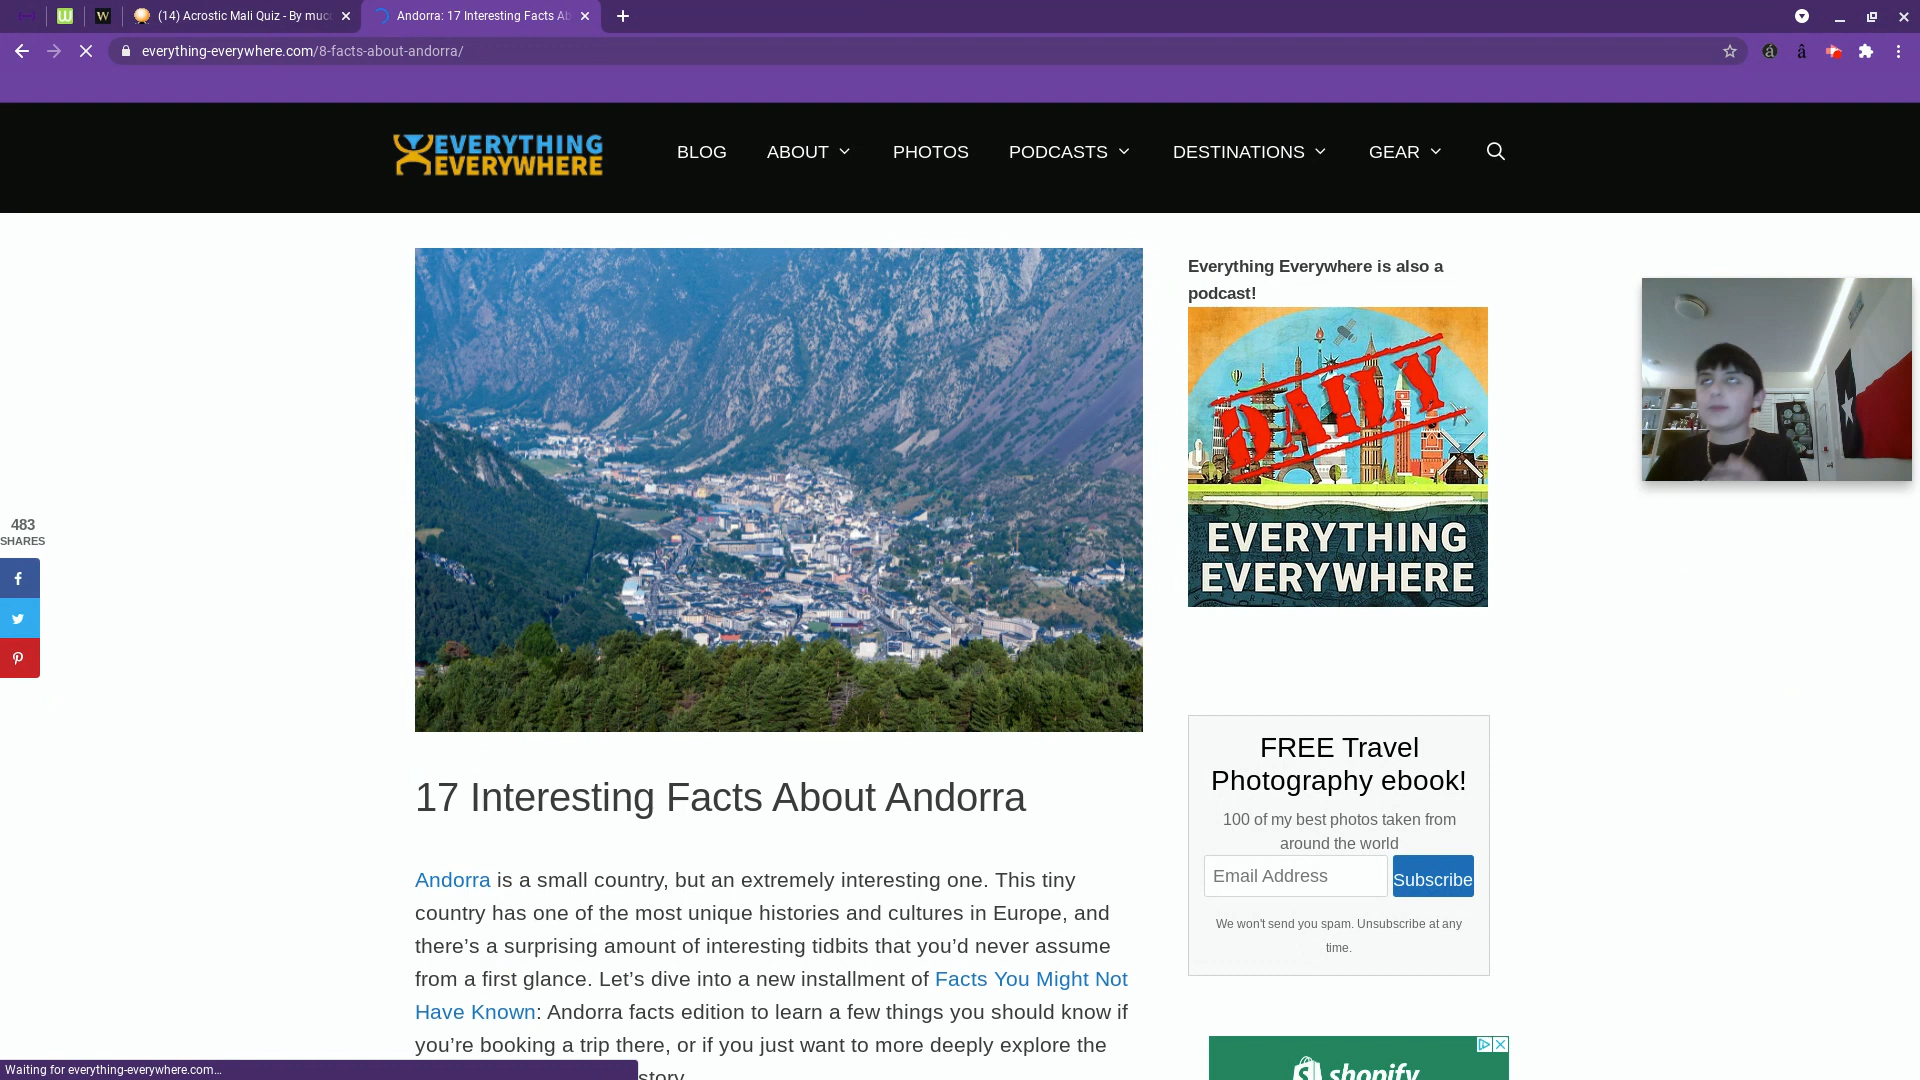 (14) Acrostic Mali Quiz - By muc
Andorra: 17 Interesting Facts Ab
everything-everywhere.com/8-facts-about-andorra/
EVERYTHING
EVERYWHERE
BLOG
ABOUT
PHOTOS
PODCASTS
DESTINATIONS
GEAR
Everything Everywhere is also a
podcast!
DAILY
EVERYTHING
EVERYWHERE
483
SHARES
17 Interesting Facts About Andorra
Andorra is a small country, but an extremely interesting one. This tiny
country has one of the most unique histories and cultures in Europe, and
there’s a surprising amount of interesting tidbits that you’d never assume
from a first glance. Let’s dive into a new installment of Facts You Might Not
Have Known: Andorra facts edition to learn a few things you should know if
you’re booking a trip there, or if you just want to more deeply explore the
story.
FREE Travel
Photography ebook!
100 of my best photos taken from
around the world
Email Address
Subscribe
We won't send you spam. Unsubscribe at any
time.
shopify
Waiting for everything-everywhere.com...